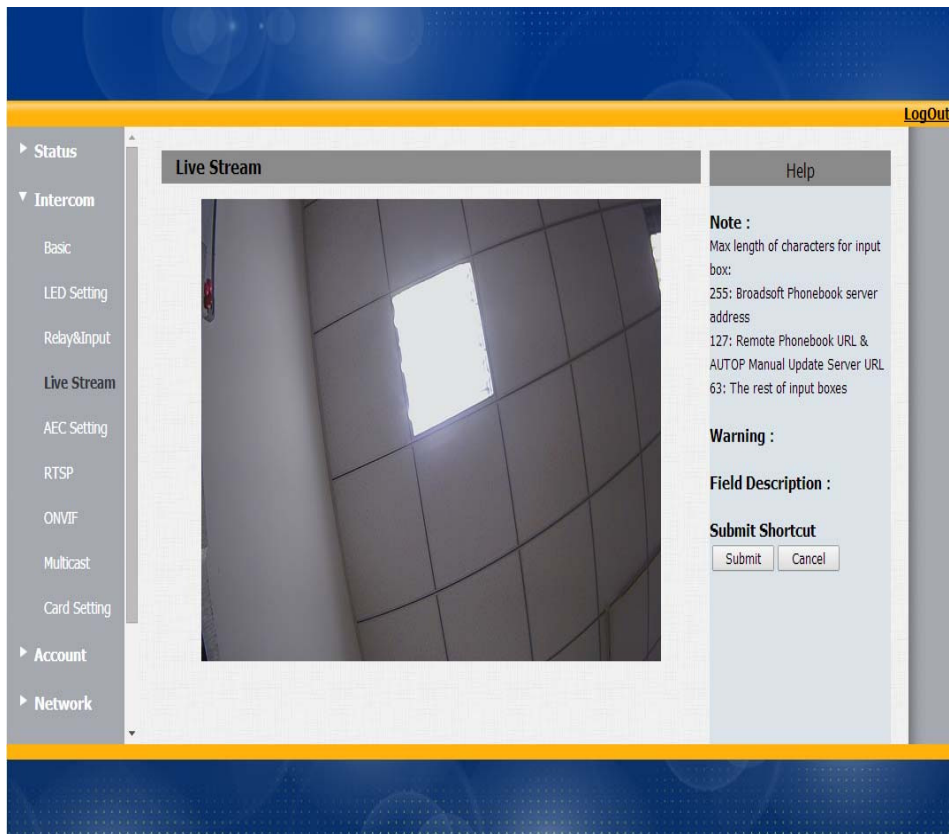 LogOut
Status
Intercom
Basic
LED Setting
Relay&Input
Live Stream
AEC Setting
RTSP
ONVIF
Multicast
Card Setting
Account
Network
Live Stream
Help
Note :
Max length of characters for input
box:
255: Broadsoft Phonebook server
address
127: Remote Phonebook URL &
AUTOP Manual Update Server URL
63: The rest of input boxes
Warning :
Field Description :
Submit Shortcut
Submit Cancel